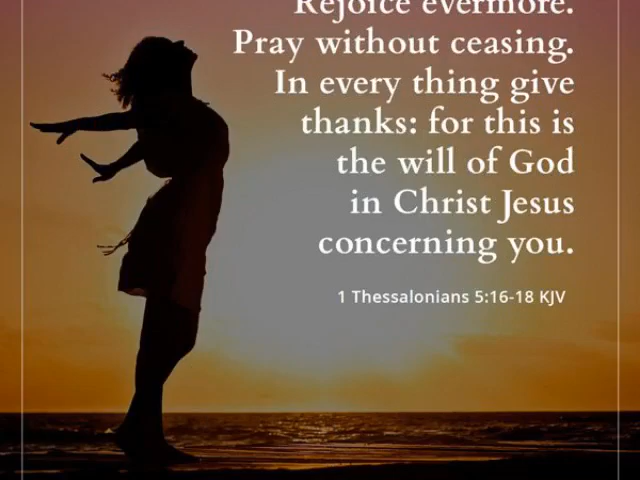 Rejoice evermore.
Pray without ceasing.
In every thing give
thanks: for this is
the will of God
in Christ Jesus
concerning you.
1 Thessalonians 5:16-18 KJV